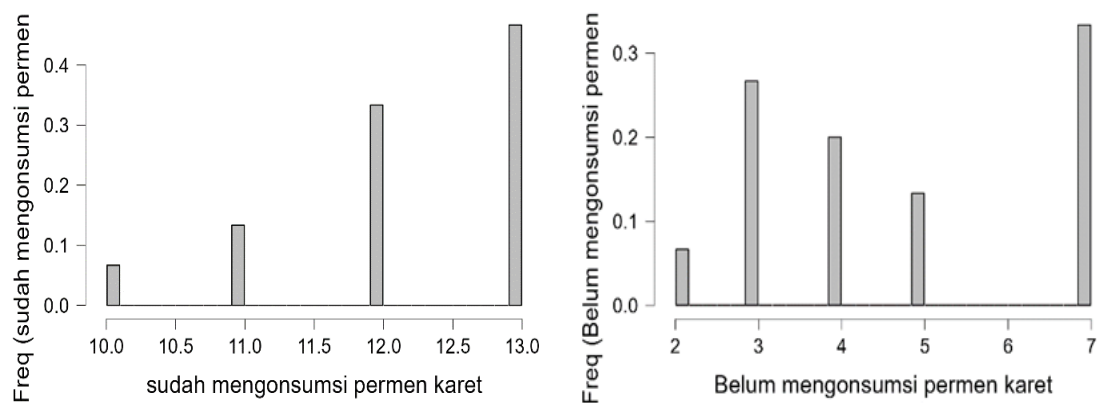 Freq (sudah mengonsumsi permen
0.4
0.3
0.2
0.1
0.0
10.0 10.5 11.0 11.5 12.0 12.5 13.0
sudah mengonsumsi permen karet
Freq (Belum mengonsumsi permen
0.3
0.2
0.1
0.0
2 3 4 5 6 7
Belum mengonsumsi permen karet